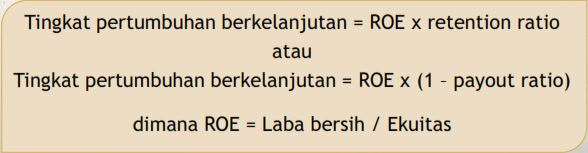 Tingkat pertumbuhan berkelanjutan = ROE x retention ratio
atau
Tingkat pertumbuhan berkelanjutan = ROE x (1 - payout ratio)
dimana ROE = Laba bersih / Ekuitas